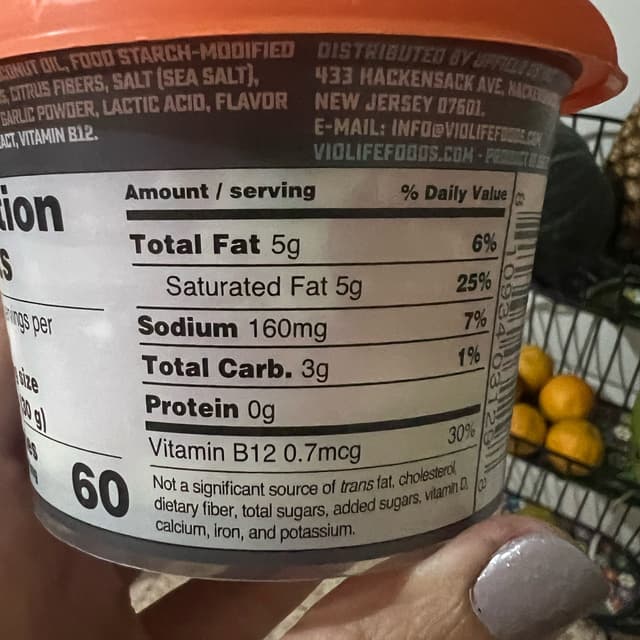 CONUT OIL, FOOD STARCH-MODIFIED
CITRUS FIBERS, SALT (SEA SALT),
GARLIC POWDER, LACTIC ACID, FLAVOR
ACT, VITAMIN B12.
DISTRIBUTED BY
433 HACKENSACK AVE,
NEW JERSEY 07601.
E-MAIL: INFO@VIOLIFEFOODS.COM
VIOLIFEFOODS.COM - PRODUCT OF
tion
s
ings per
size
30 g)
es
60
Amount / serving % Daily Value
Total Fat 5g 6%
Saturated Fat 5g 25%
Sodium 160mg 7%
Total Carb. 3g 1%
Protein 0g
Vitamin B12 0.7mcg 30%
Not a significant source of trans fat, cholesterol,
dietary fiber, total sugars, added sugars, vitamin D,
calcium, iron, and potassium.